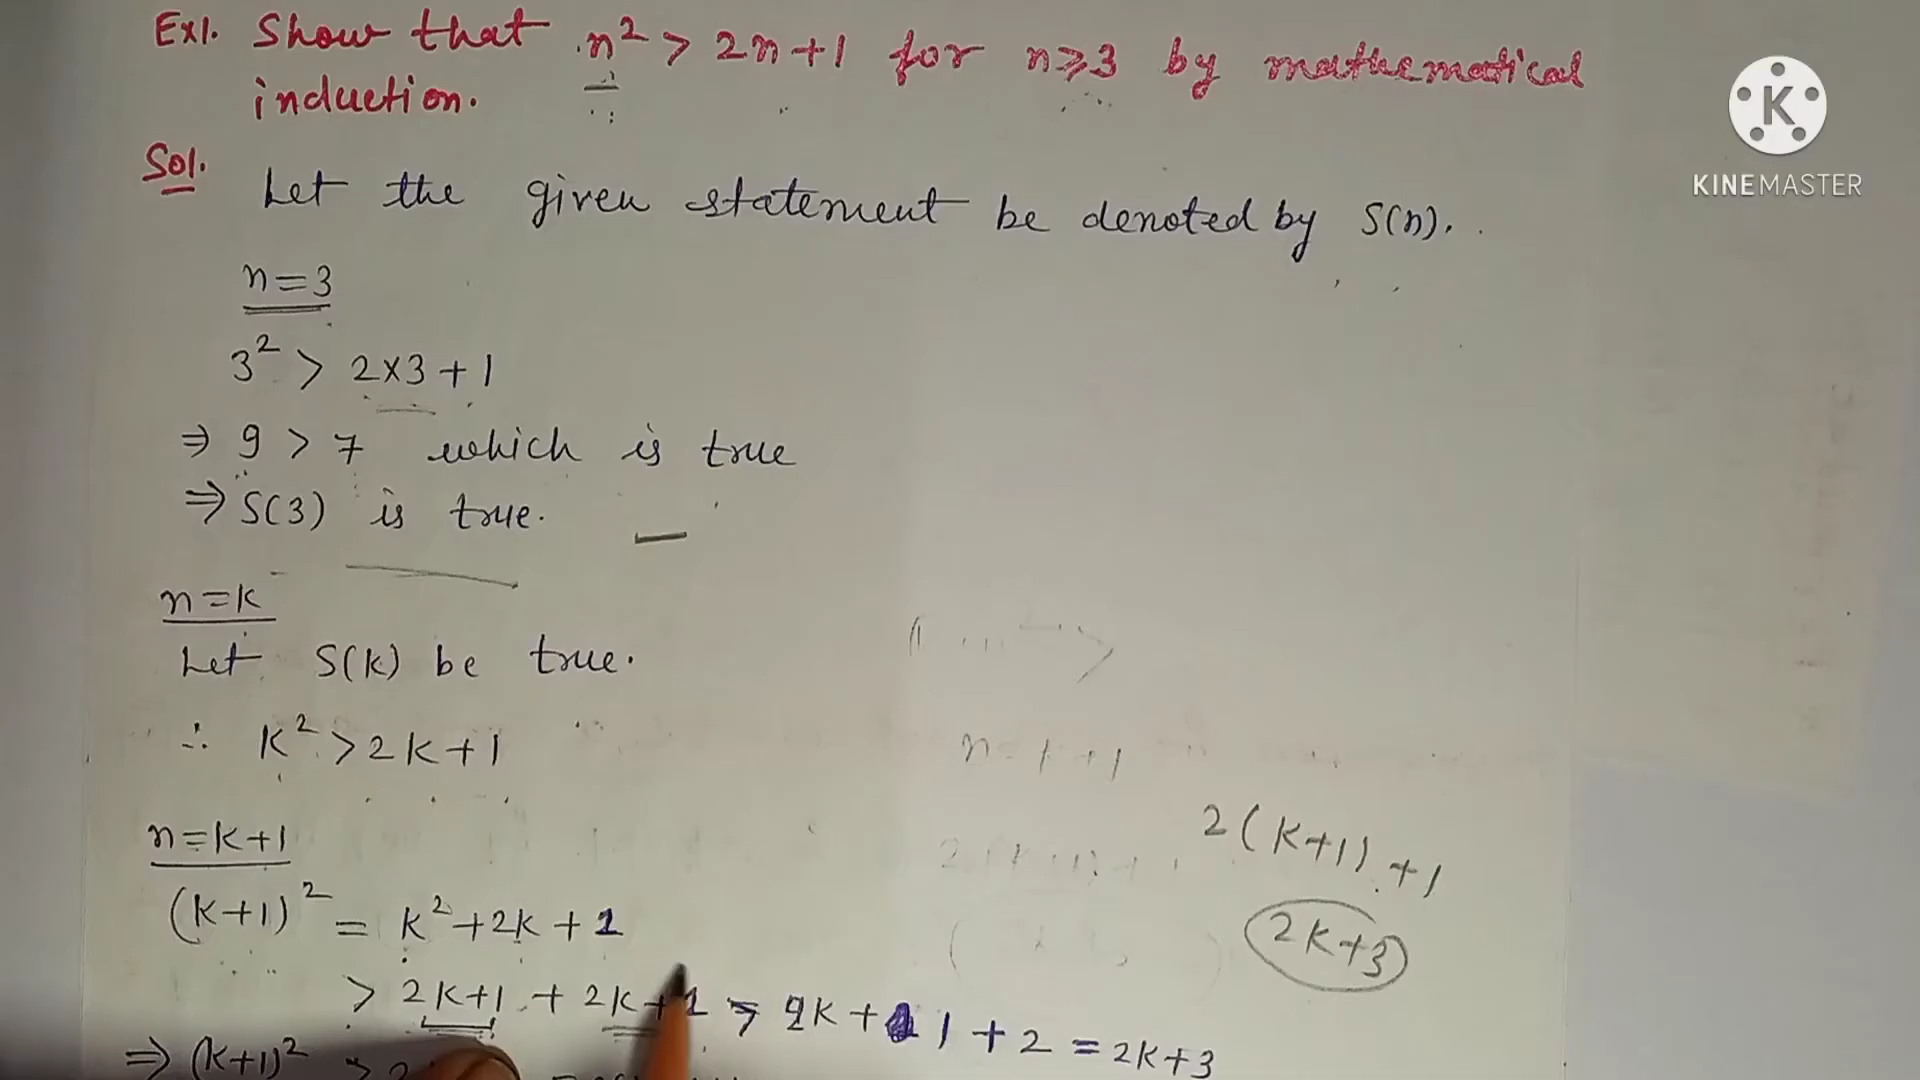 Ex1. Show that n² > 2n+1 for n≥3 by mathematical
induction.
Sol.
Let the given statement be denoted by S(n).
n=3
3² > 2×3+1
⇒ 9 > 7 which is true
⇒ S(3) is true.
n=k
Let S(k) be true.
∴ k² > 2k+1
n=k+1
n=k+1
2(k+1)+1
2k+3
(k+1)² = k²+2k+1
> 2k+1 + 2k+1 > 2k+1+2 = 2k+3
⇒ (k+1)² >
K
KINEMASTER